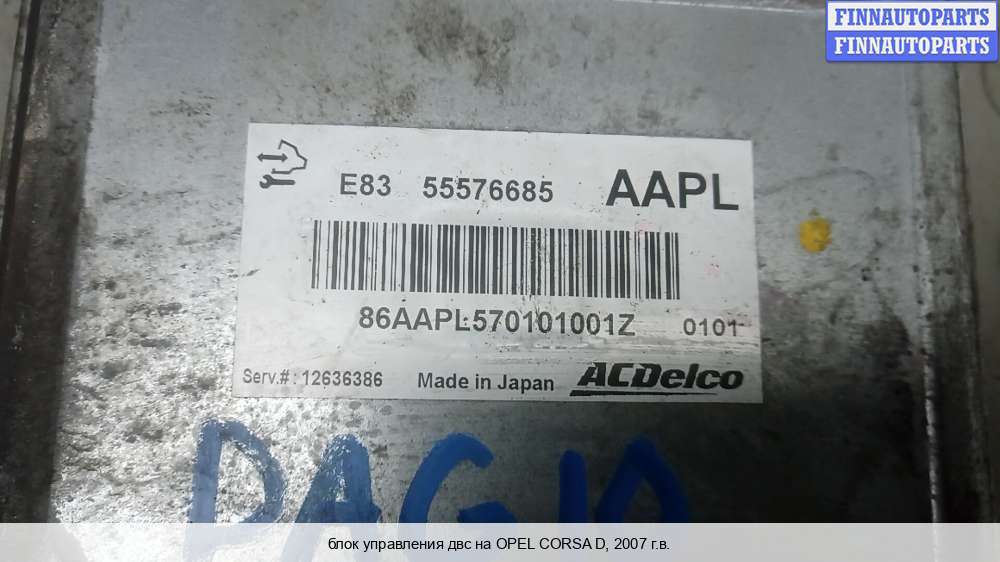 FINNAUTOPARTS
FINNAUTOPARTS
E83 55576685 AAPL
86AAPL570101001Z 0101
Serv.#: 12636386 Made in Japan ACDelco
блок управления двс на OPEL CORSA D, 2007 г.в.